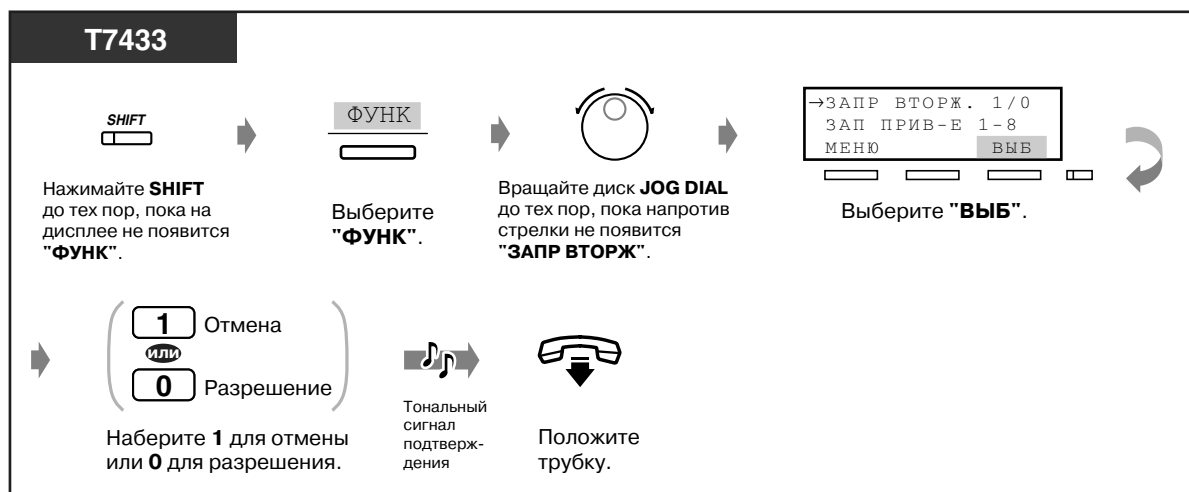 T7433
SHIFT
Нажимайте SHIFT
до тех пор, пока на
дисплее не появится
"ФУНК".
ФУНК
Выберите
"ФУНК".
Вращайте диск JOG DIAL
до тех пор, пока напротив
стрелки не появится
"ЗАПР ВТОРЖ".
→ЗАПР ВТОРЖ. 1/0
ЗАП ПРИВ-Е 1-8
МЕНЮ ВЫБ
Выберите "ВЫБ".
1 Отмена
или
0 Разрешение
Наберите 1 для отмены
или 0 для разрешения.
Тональный
сигнал
подтверж-
дения
Положите
трубку.